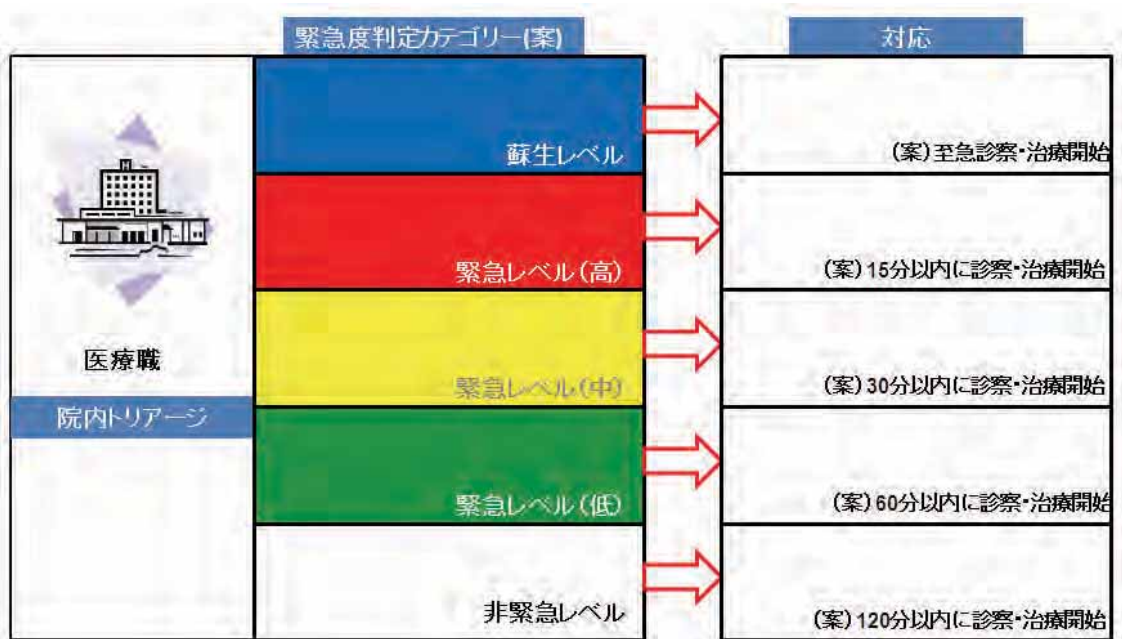 緊急度判定カテゴリー(案)
対応
蘇生レベル
(案)至急診察・治療開始
緊急レベル(高)
(案)15分以内に診察・治療開始
医療職
緊急レベル(中)
(案)30分以内に診察・治療開始
院内トリアージ
緊急レベル(低)
(案)60分以内に診察・治療開始
非緊急レベル
(案)120分以内に診察・治療開始